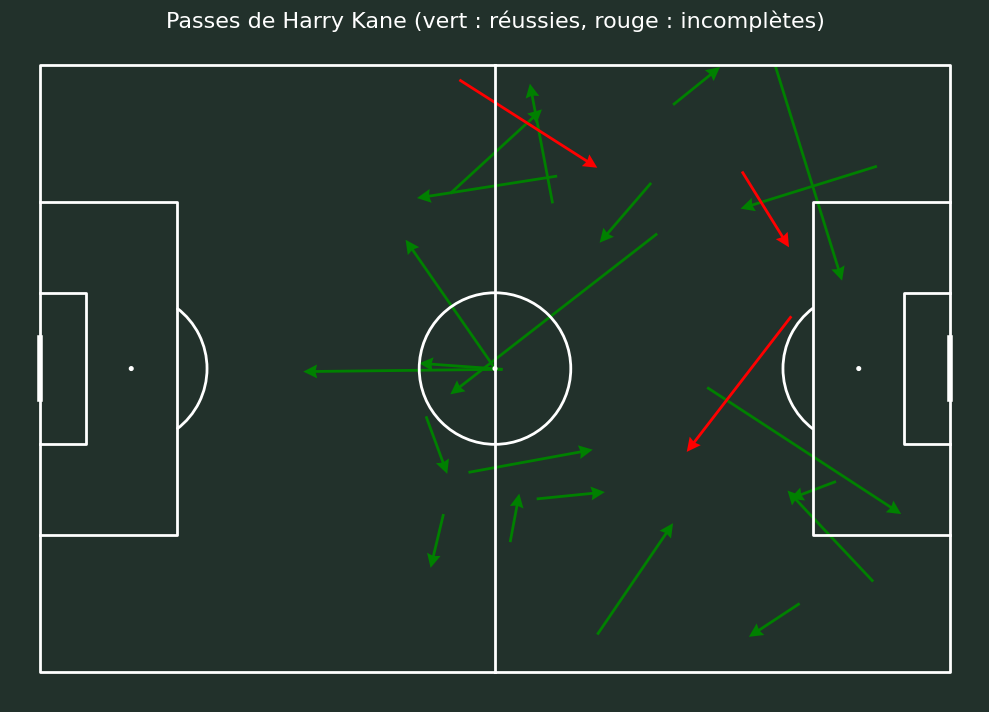 Passes de Harry Kane (vert : réussies, rouge : incomplètes)